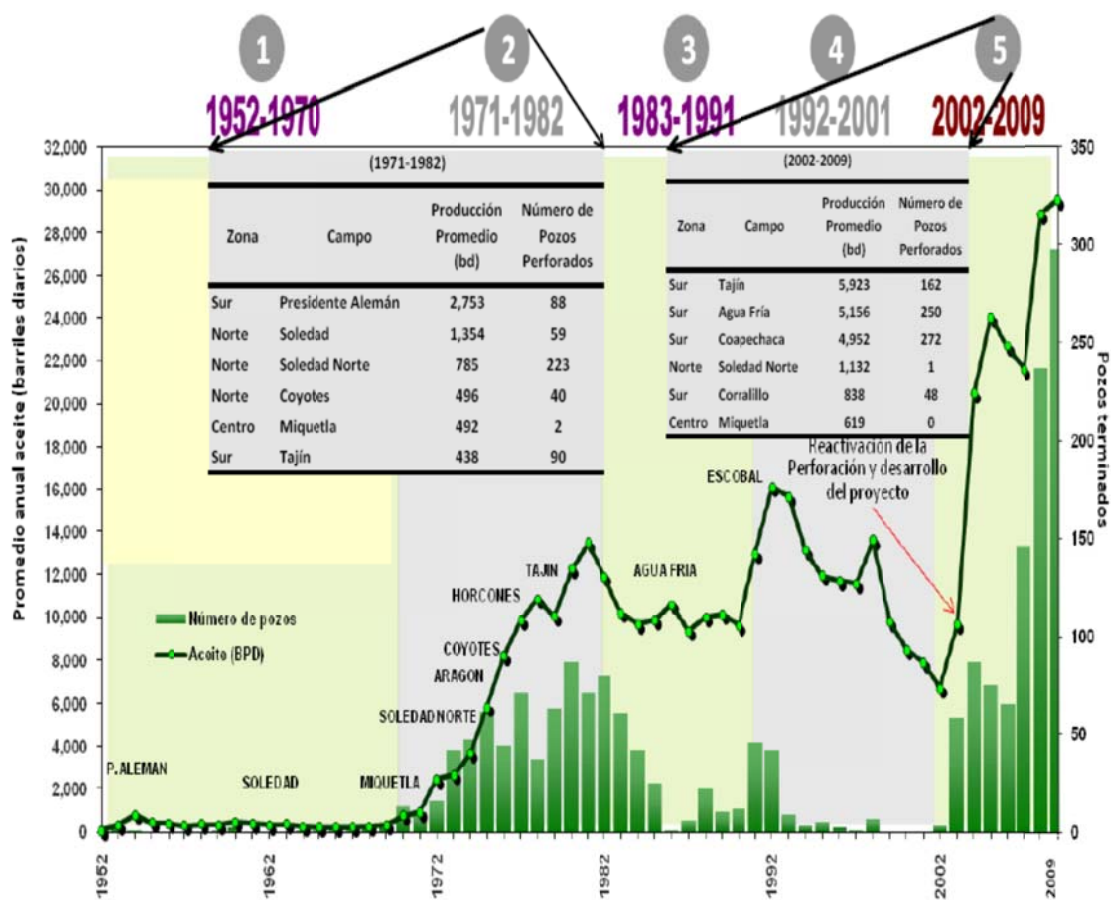 1 2 3 4 5
1952-1970 1971-1982 1983-1991 1992-2001 2002-2009
Promedio anual aceite (barriles diarios)
32,000
30,000
28,000
26,000
24,000
22,000
20,000
18,000
16,000
14,000
12,000
10,000
8,000
6,000
4,000
2,000
0
(1971-1982)
Zona Campo Producción Promedio (bd) Número de Pozos Perforados
Sur Presidente Alemán 2,753 88
Norte Soledad 1,354 59
Norte Soledad Norte 785 223
Norte Coyotes 496 40
Centro Miquetla 492 2
Sur Tajín 438 90
(2002-2009)
Zona Campo Producción Promedio (bd) Número de Pozos Perforados
Sur Tajín 5,923 162
Sur Agua Fría 5,156 250
Sur Coapechaca 4,952 272
Norte Soledad Norte 1,132 1
Sur Corralillo 838 48
Centro Miquetla 619 0
Reactivación de la
Perforación y desarrollo
del proyecto
ESCOBAL
TAJIN
AGUA FRIA
HORCONES
COYOTES
ARAGON
SOLEDAD NORTE
MIQUETLA
SOLEDAD
P. ALEMAN
Número de pozos
Aceite (BPD)
350
300
250
200
150
100
50
0
Pozos terminados
1952
1962
1972
1982
1992
2002
2009